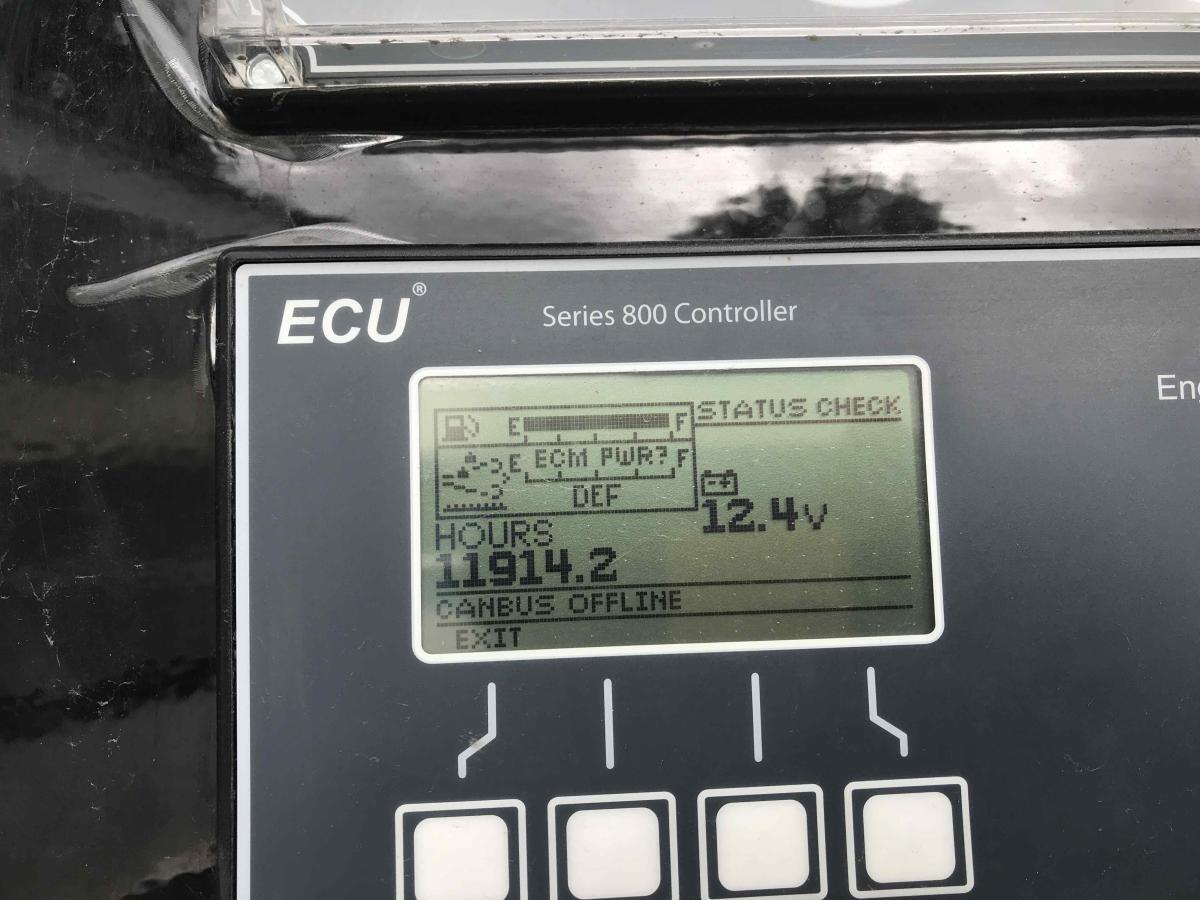 ECU®
Series 800 Controller
Eng
STATUS CHECK
E F
E ECM PWR? F
DEF
12.4V
HOURS
11914.2
CANBUS OFFLINE
EXIT